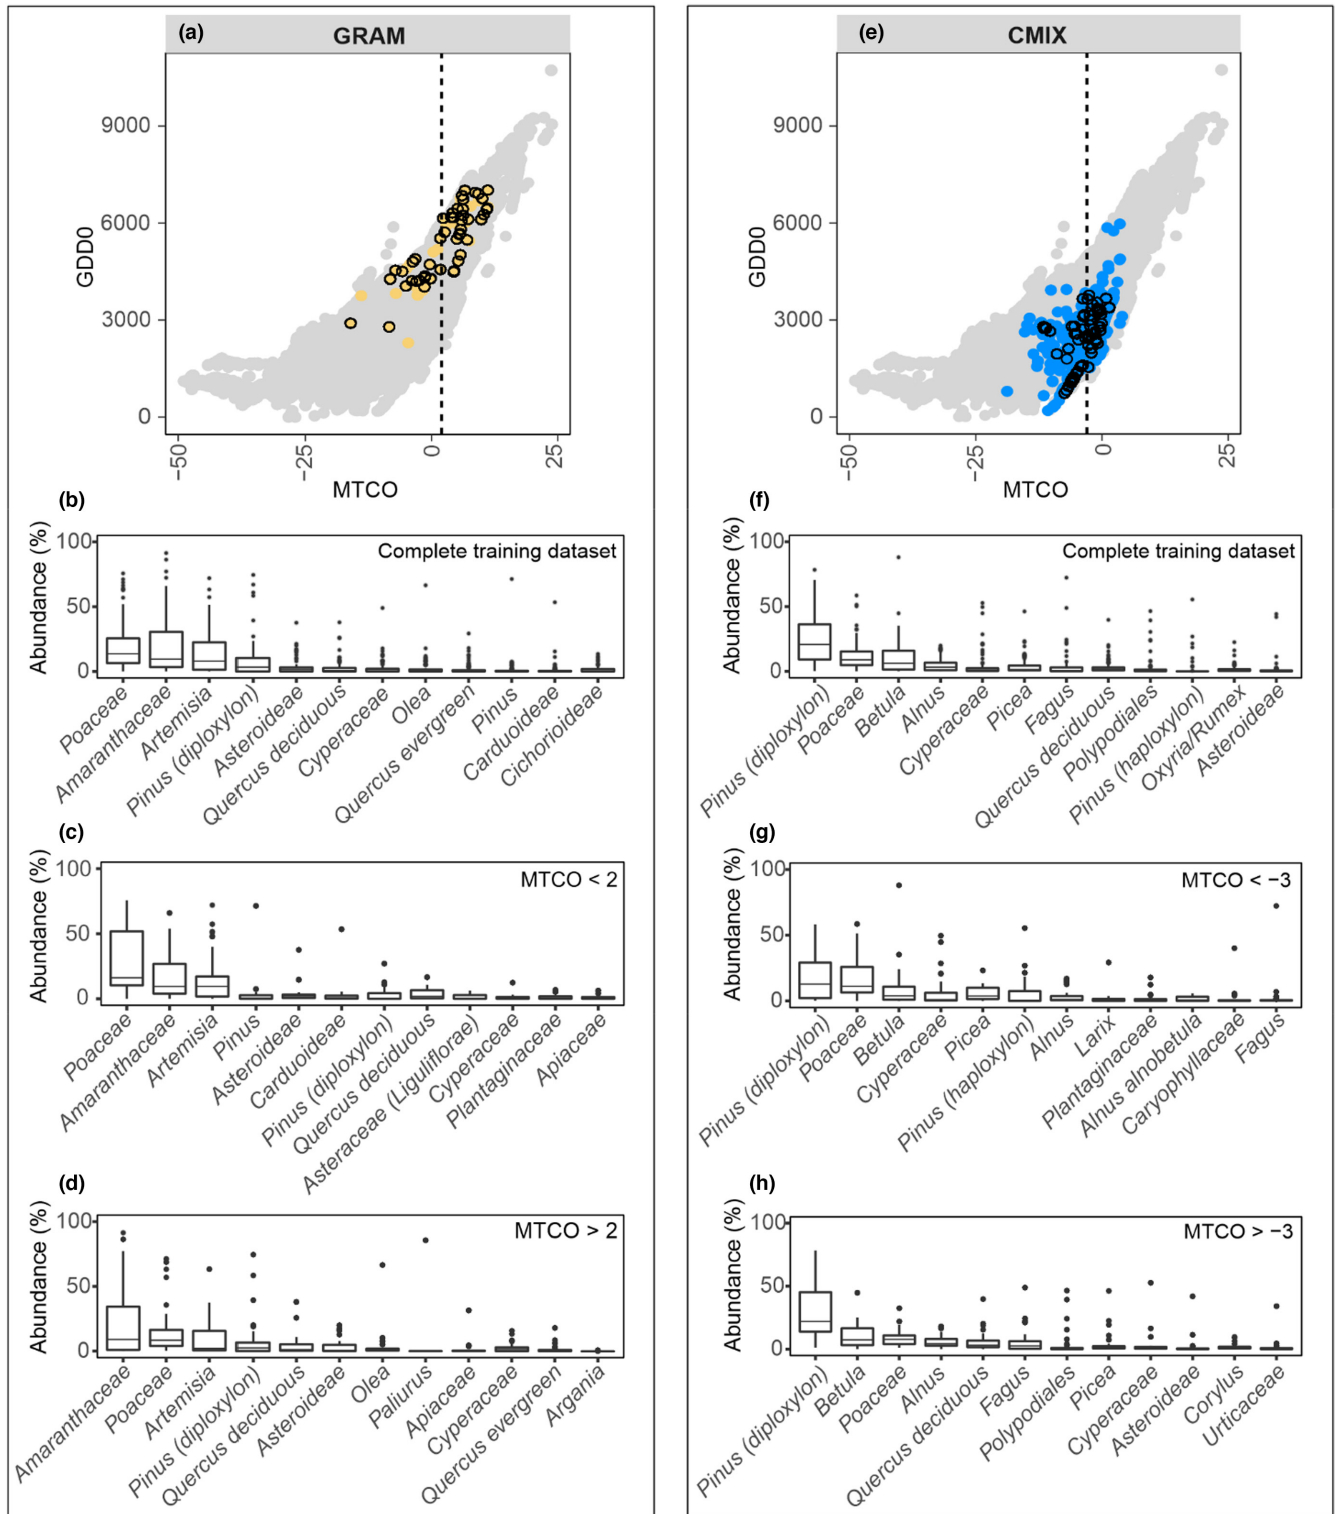 (a) GRAM
GDD0
9000
6000
3000
0
−50
−25
0
25
MTCO
(b)
Abundance (%)
100
50
0
Complete training dataset
Poaceae
Amaranthaceae
Artemisia
Pinus (diploxylon)
Asteroideae
Quercus deciduous
Cyperaceae
Olea
Quercus evergreen
Pinus
Carduoideae
Cichorioideae
(c)
Abundance (%)
100
50
0
MTCO < 2
Poaceae
Amaranthaceae
Artemisia
Pinus
Asteroideae
Carduoideae
Pinus (diploxylon)
Quercus deciduous
Asteraceae (Liguliflorae)
Cyperaceae
Plantaginaceae
Apiaceae
(d)
Abundance (%)
100
50
0
MTCO > 2
Amaranthaceae
Poaceae
Artemisia
Pinus (diploxylon)
Quercus deciduous
Asteroideae
Olea
Paliurus
Apiaceae
Cyperaceae
Quercus evergreen
Argania
(e) CMIX
GDD0
9000
6000
3000
0
−50
−25
0
25
MTCO
(f)
Abundance (%)
100
50
0
Complete training dataset
Pinus (diploxylon)
Poaceae
Betula
Alnus
Cyperaceae
Picea
Fagus
Quercus deciduous
Polypodiales
Pinus (haploxylon)
Oxyria/Rumex
Asteroideae
(g)
Abundance (%)
100
50
0
MTCO < −3
Pinus (diploxylon)
Poaceae
Betula
Cyperaceae
Picea
Pinus (haploxylon)
Alnus
Larix
Plantaginaceae
Alnus alnobetula
Caryophyllaceae
Fagus
(h)
Abundance (%)
100
50
0
MTCO > −3
Pinus (diploxylon)
Betula
Poaceae
Alnus
Quercus deciduous
Fagus
Polypodiales
Picea
Cyperaceae
Asteroideae
Corylus
Urticaceae